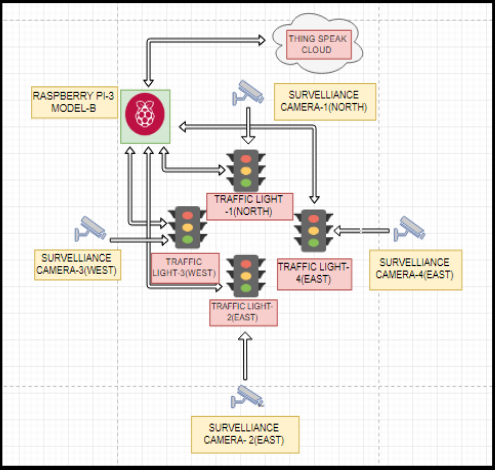 THING SPEAK
CLOUD
RASPBERRY PI-3
MODEL-B
SURVELLIANCE
CAMERA-1(NORTH)
TRAFFIC LIGHT
-1(NORTH)
SURVELLIANCE
CAMERA-3(WEST)
TRAFFIC
LIGHT-3(WEST)
TRAFFIC LIGHT-
4(EAST)
SURVELLIANCE
CAMERA-4(EAST)
TRAFFIC LIGHT-
2(EAST)
SURVELLIANCE
CAMERA- 2(EAST)